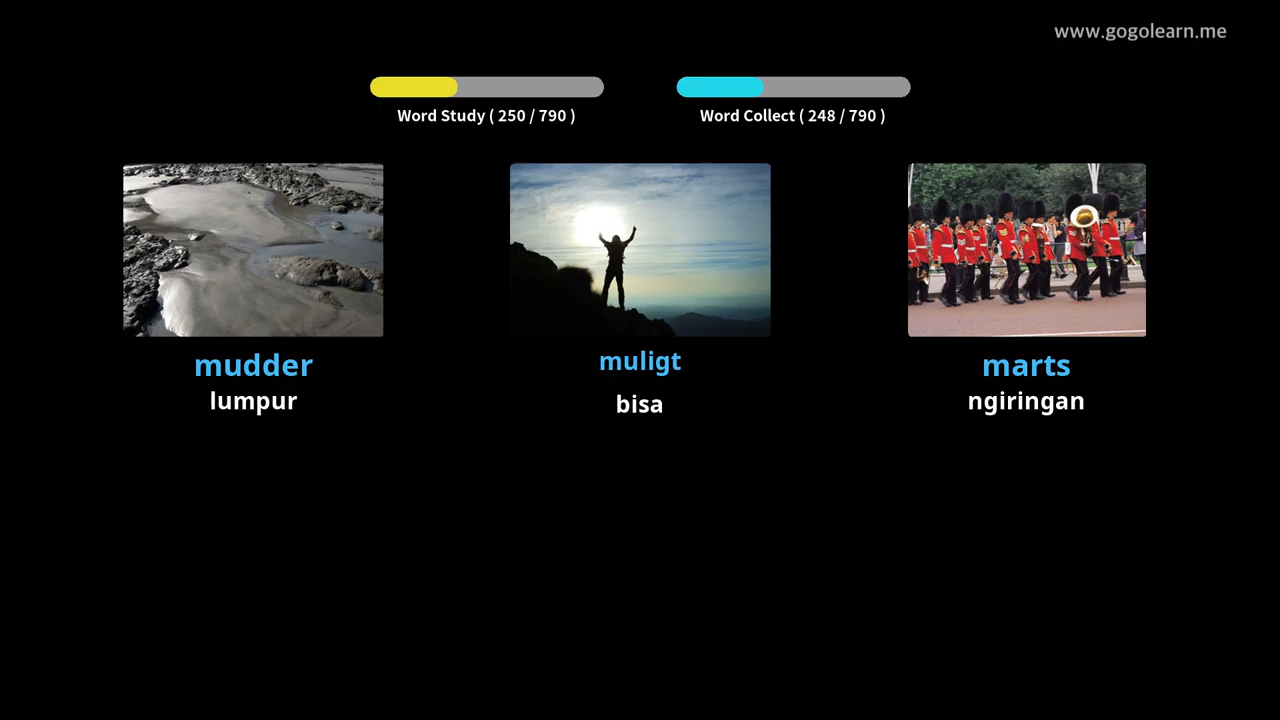 www.gogolearn.me
Word Study ( 250 / 790 )
Word Collect ( 248 / 790 )
mudder
lumpur
muligt
bisa
marts
ngiringan